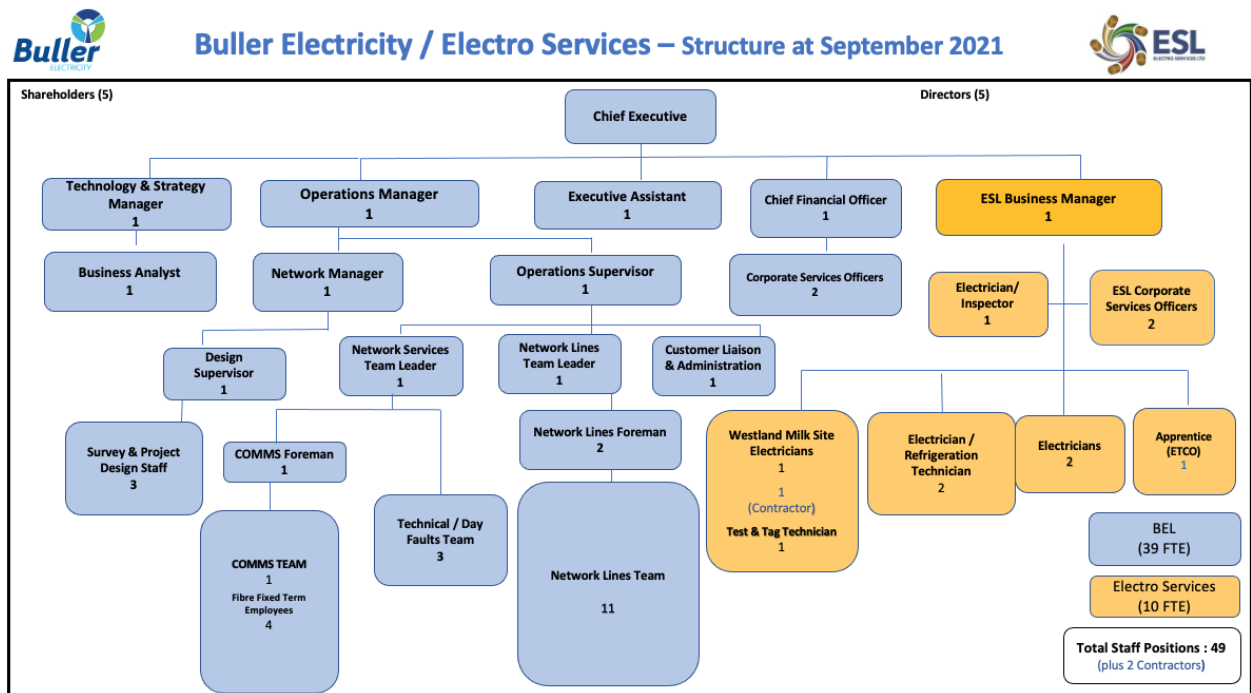 Buller
ELECTRICITY
Buller Electricity / Electro Services – Structure at September 2021
ESL
ELECTRO SERVICES LTD
Shareholders (5)
Directors (5)
Chief Executive
Technology & Strategy
Manager
1
Operations Manager
1
Executive Assistant
1
Chief Financial Officer
1
ESL Business Manager
1
Business Analyst
1
Network Manager
1
Operations Supervisor
1
Corporate Services Officers
2
Electrician/
Inspector
1
ESL Corporate
Services Officers
2
Design
Supervisor
1
Network Services
Team Leader
1
Network Lines
Team Leader
1
Customer Liaison
& Administration
1
Survey & Project
Design Staff
3
COMMS Foreman
1
Network Lines Foreman
2
Westland Milk Site
Electricians
1
1
(Contractor)
Test & Tag Technician
1
Electrician /
Refrigeration
Technician
2
Electricians
2
Apprentice
(ETCO)
1
COMMS TEAM
1
Fibre Fixed Term
Employees
4
Technical / Day
Faults Team
3
Network Lines Team
11
BEL
(39 FTE)
Electro Services
(10 FTE)
Total Staff Positions : 49
(plus 2 Contractors)